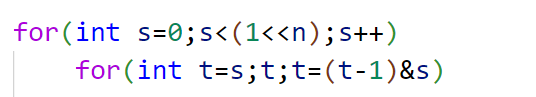 for(int s=0;s<(1<<n);s++)
    for(int t=s;t;t=(t-1)&s)